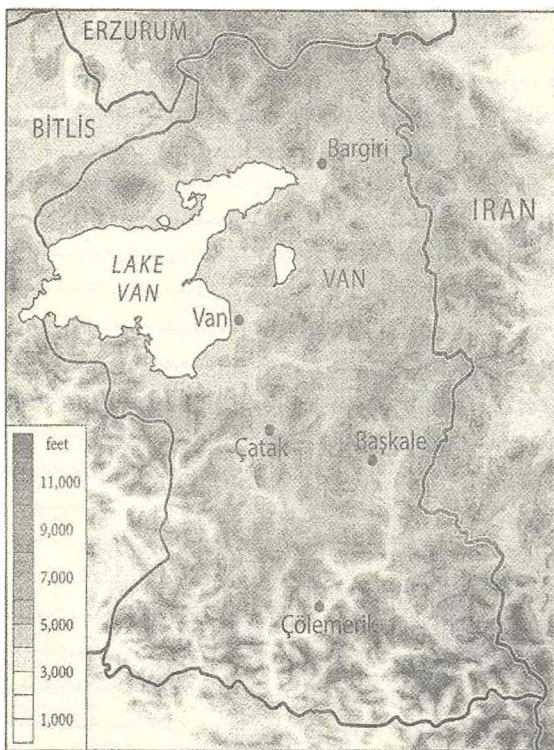 ERZURUM
BİTLİS
Bargiri
IRAN
LAKE
VAN
VAN
Van
Çatak
Başkale
feet
11,000
9,000
7,000
5,000
3,000
1,000
Çölemerik